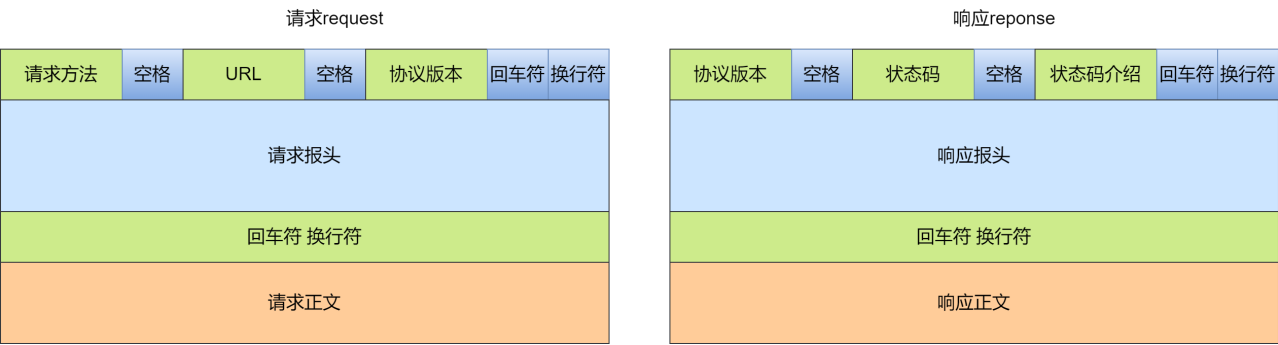 请求request
请求方法 空格 URL 空格 协议版本 回车符 换行符
请求报头
回车符 换行符
请求正文
响应reponse
协议版本 空格 状态码 空格 状态码介绍 回车符 换行符
响应报头
回车符 换行符
响应正文